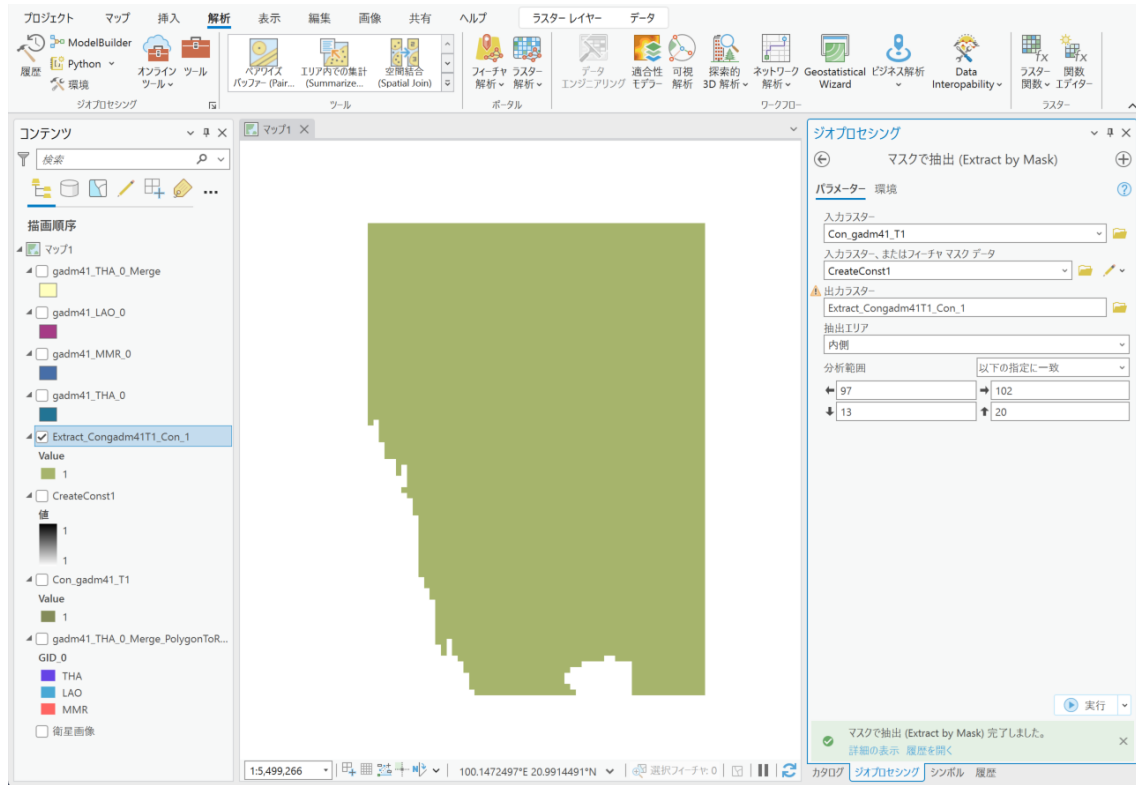 プロジェクト マップ 挿入 解析 表示 編集 画像 共有 ヘルプ ラスター レイヤー データ
履歴
ModelBuilder
Python
環境
オンライン ツール
ツール
ジオプロセシング
ペアワイズ バッファー (Pair...
エリア内での集計 (Summarize...
空間結合 (Spatial Join)
ツール
フィーチャ 解析
ラスター 解析
ポータル
データ エンジニアリング
適合性 モデラー
可視 解析
探索的 3D 解析
ネットワーク 解析
Geostatistical Wizard
ビジネス解析
Data Interopability
ワークフロー
ラスター 関数
関数 エディター
ラスター
コンテンツ
検索
描画順序
マップ1
gadm41_THA_0_Merge
gadm41_LAO_0
gadm41_MMR_0
gadm41_THA_0
Extract_Congadm41T1_Con_1
Value
1
CreateConst1
値
1
1
Con_gadm41_T1
Value
1
gadm41_THA_0_Merge_PolygonToR...
GID_0
THA
LAO
MMR
衛星画像
マップ1
1:5,499,266
100.1472497°E 20.9914491°N
選択フィーチャ: 0
ジオプロセシング
マスクで抽出 (Extract by Mask)
パラメーター 環境
入力ラスター
Con_gadm41_T1
入力ラスター、またはフィーチャ マスク データ
CreateConst1
出力ラスター
Extract_Congadm41T1_Con_1
抽出エリア
内側
分析範囲 以下の指定に一致
97 102
13 20
実行
マスクで抽出 (Extract by Mask) 完了しました。
詳細の表示 履歴を開く
カタログ ジオプロセシング シンボル 履歴